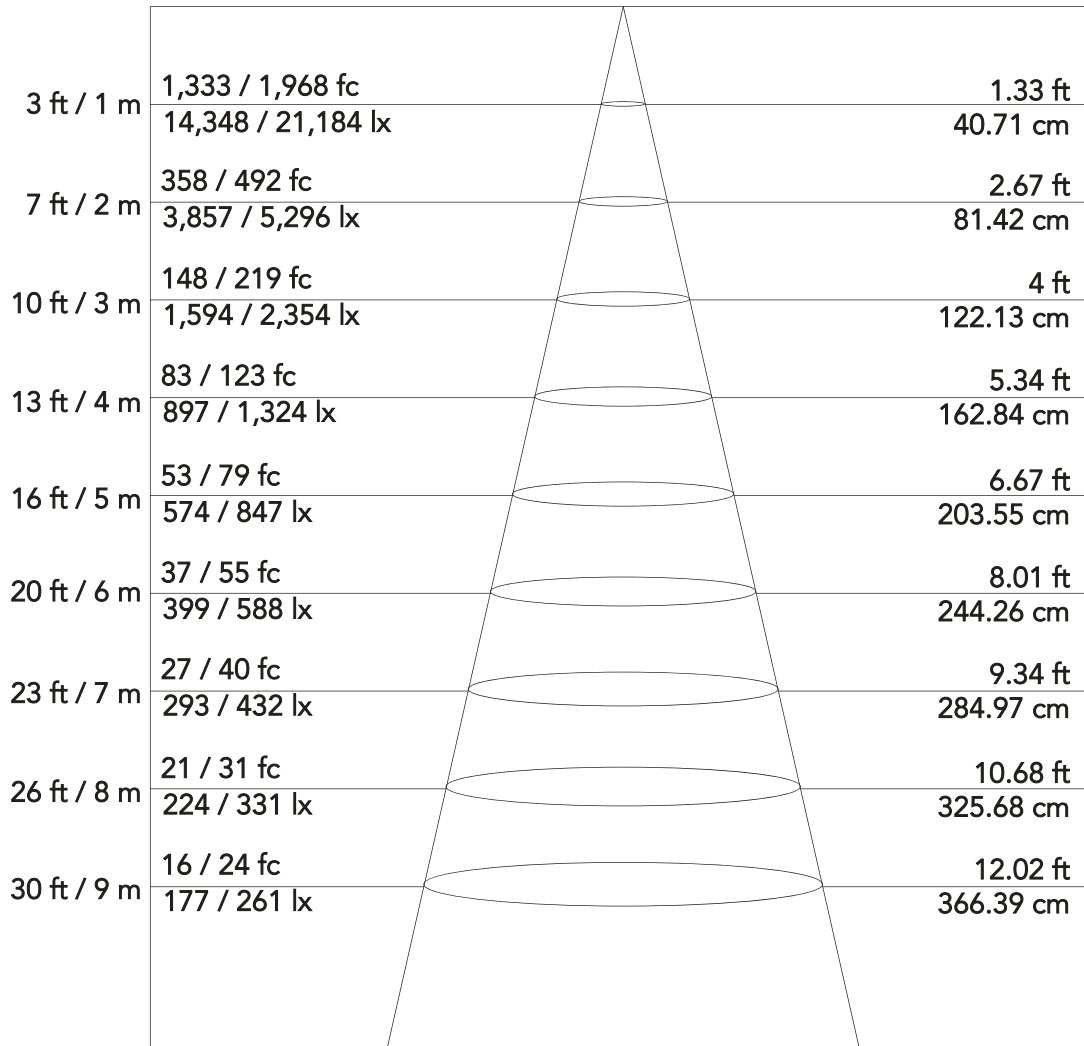 1,333 / 1,968 fc
1.33 ft
3 ft / 1 m
14,348 / 21,184 lx
40.71 cm
358 / 492 fc
2.67 ft
7 ft / 2 m
3,857 / 5,296 lx
81.42 cm
148 / 219 fc
4 ft
10 ft / 3 m
1,594 / 2,354 lx
122.13 cm
83 / 123 fc
5.34 ft
13 ft / 4 m
897 / 1,324 lx
162.84 cm
53 / 79 fc
6.67 ft
16 ft / 5 m
574 / 847 lx
203.55 cm
37 / 55 fc
8.01 ft
20 ft / 6 m
399 / 588 lx
244.26 cm
27 / 40 fc
9.34 ft
23 ft / 7 m
293 / 432 lx
284.97 cm
21 / 31 fc
10.68 ft
26 ft / 8 m
224 / 331 lx
325.68 cm
16 / 24 fc
12.02 ft
30 ft / 9 m
177 / 261 lx
366.39 cm